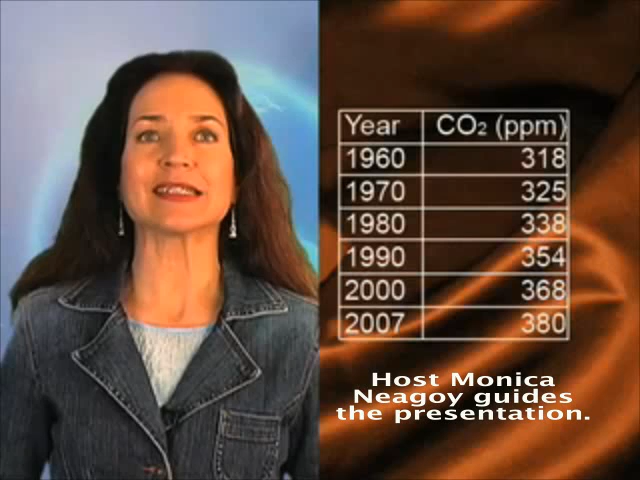 Year CO₂ (ppm)
1960 318
1970 325
1980 338
1990 354
2000 368
2007 380
Host Monica
Neagoy guides
the presentation.